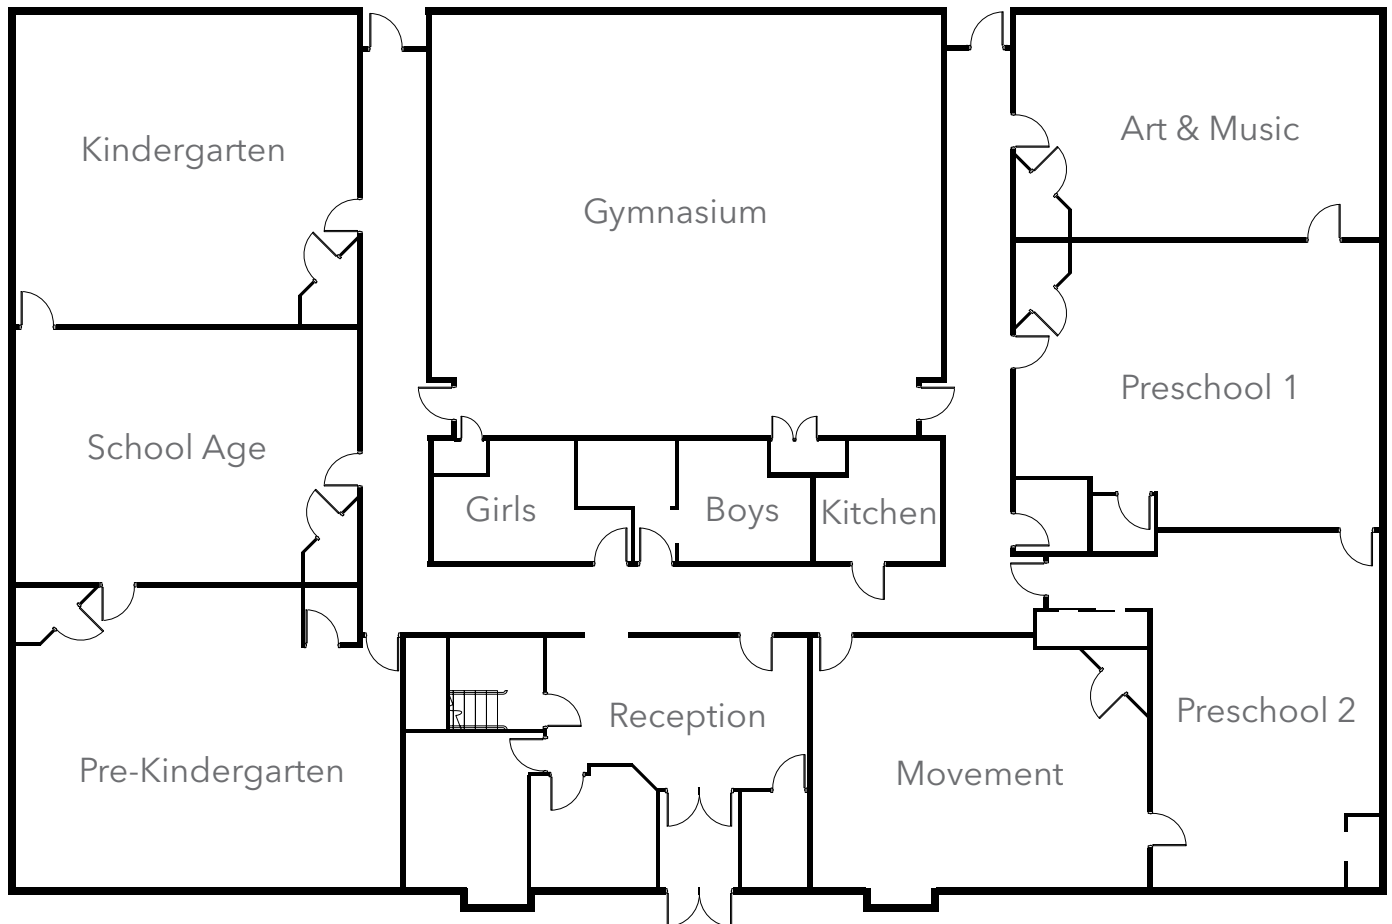 Kindergarten
Gymnasium
Art & Music
School Age
Preschool 1
Girls
Boys
Kitchen
Pre-Kindergarten
Reception
Movement
Preschool 2